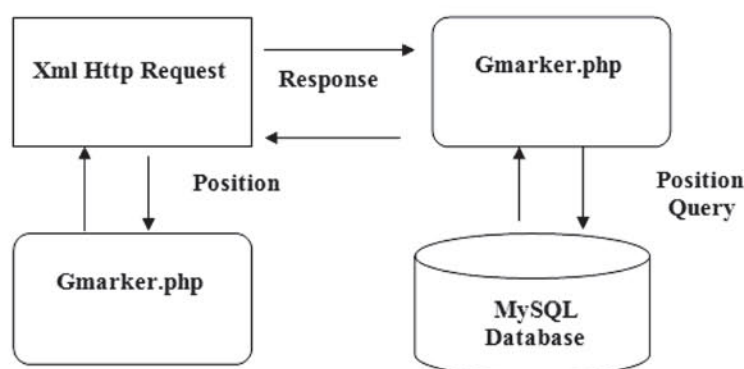 Xml Http Request
Response
Gmarker.php
Position
Position
Query
Gmarker.php
MySQL
Database